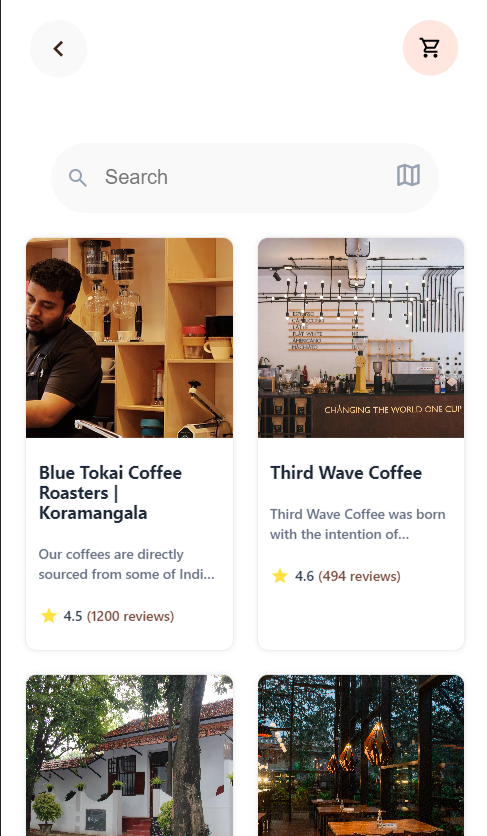 Search
Blue Tokai Coffee
Roasters |
Koramangala
Our coffees are directly
sourced from some of Indi...
4.5 (1200 reviews)
CHANGING THE WORLD ONE CUP
Third Wave Coffee
Third Wave Coffee was born
with the intention of...
4.6 (494 reviews)